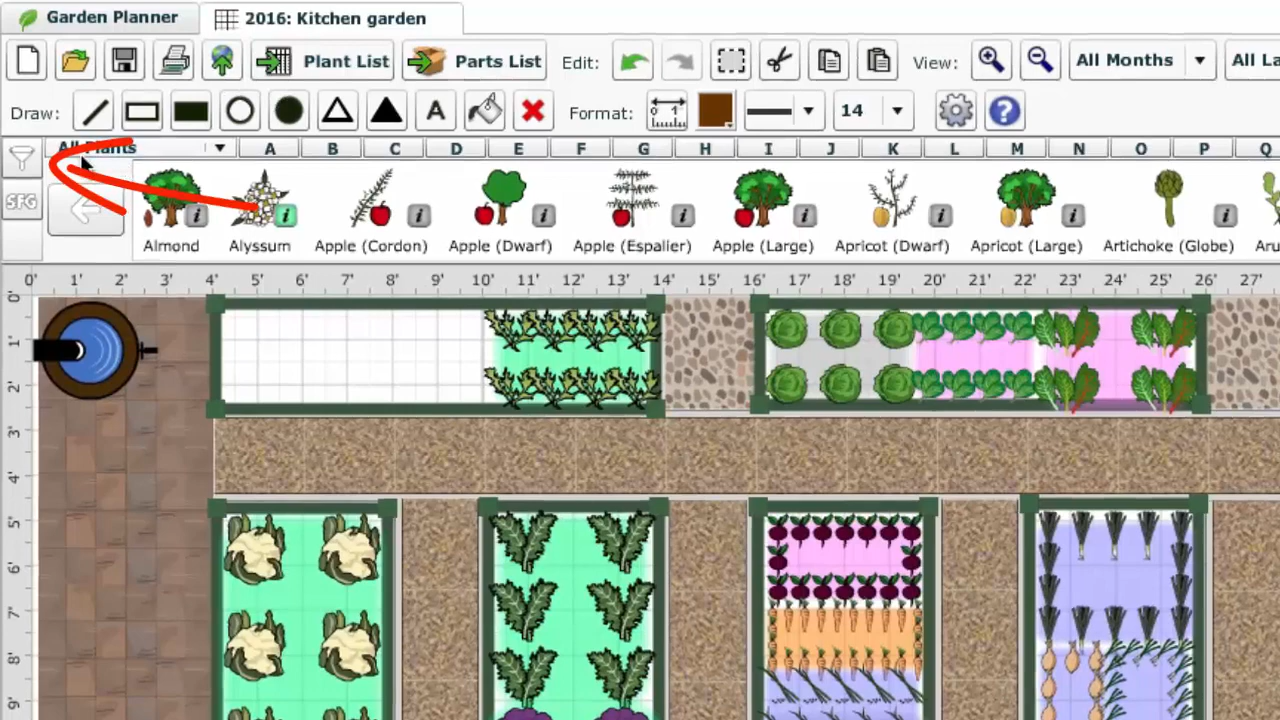 Garden Planner
2016: Kitchen garden
Plant List
Parts List
Edit:
View:
All Months
All La
Draw:
A
Format:
0 1
14
?
All Plants
A B C D E F G H I J K L M N O P Q
SFG
i i i i i i i i i i
Almond Alyssum Apple (Cordon) Apple (Dwarf) Apple (Espalier) Apple (Large) Apricot (Dwarf) Apricot (Large) Artichoke (Globe) Aru
0' 1' 2' 3' 4' 5' 6' 7' 8' 9' 10' 11' 12' 13' 14' 15' 16' 17' 18' 19' 20' 21' 22' 23' 24' 25' 26' 27'
0'
1'
2'
3'
4'
5'
6'
7'
8'
9'